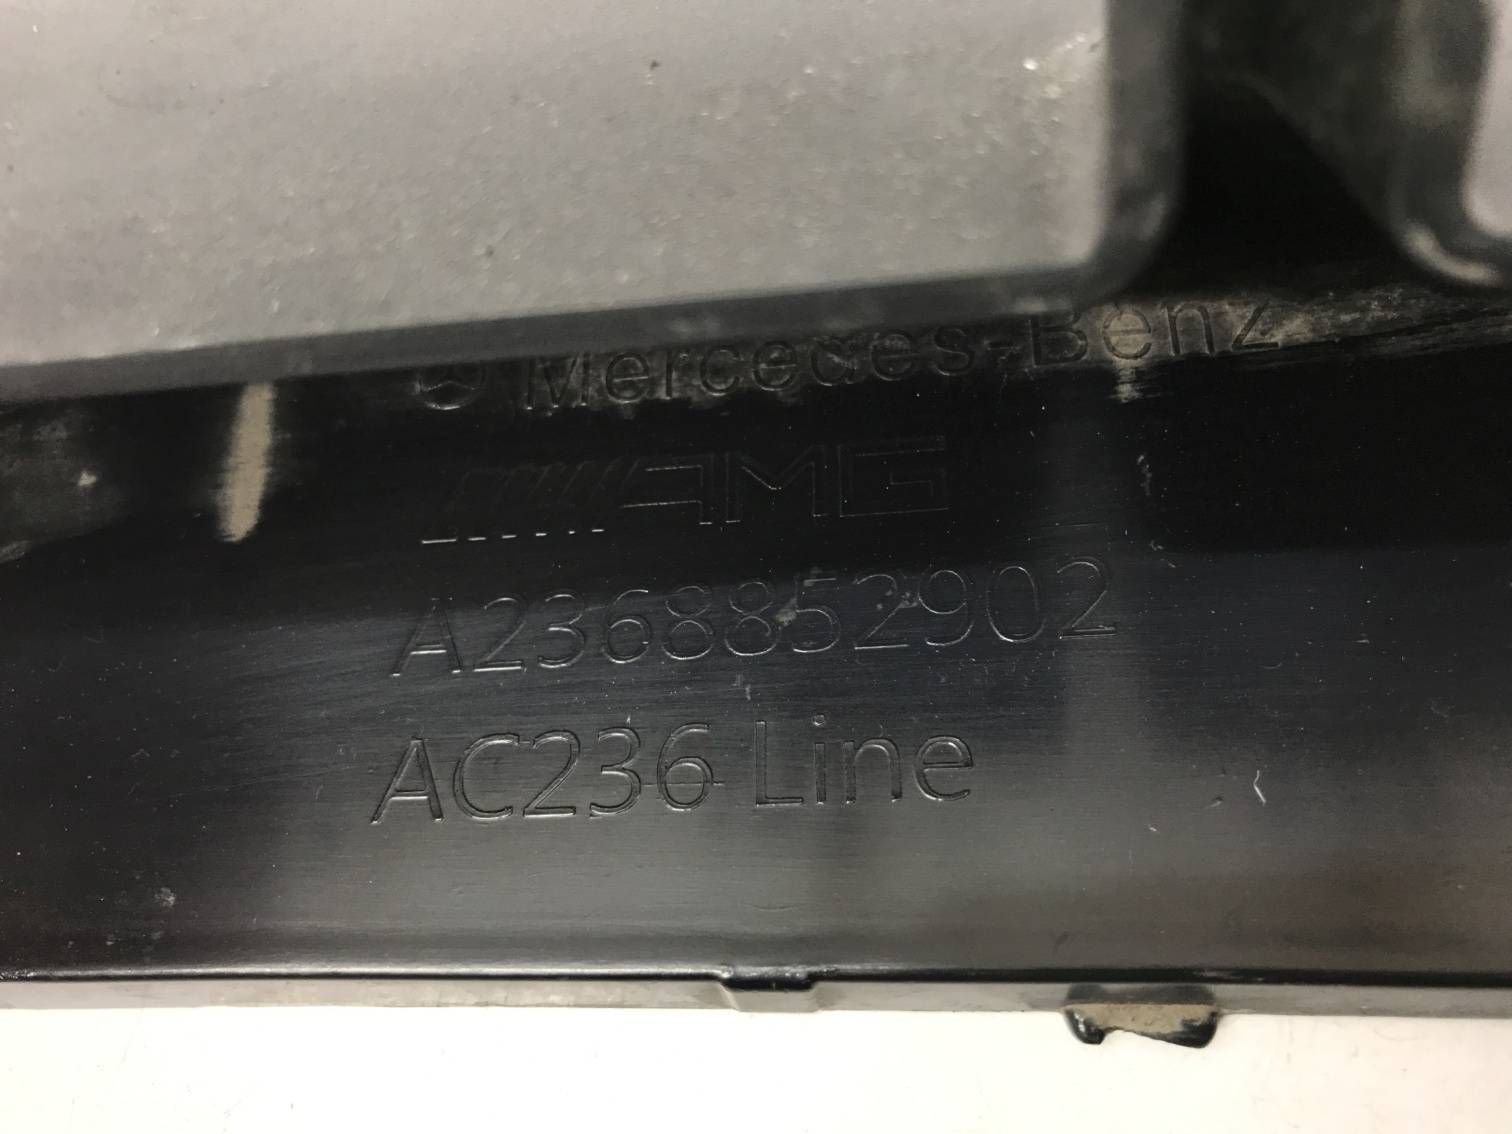 Mercedes-Benz
AMG
A2368852902
AC236 Line